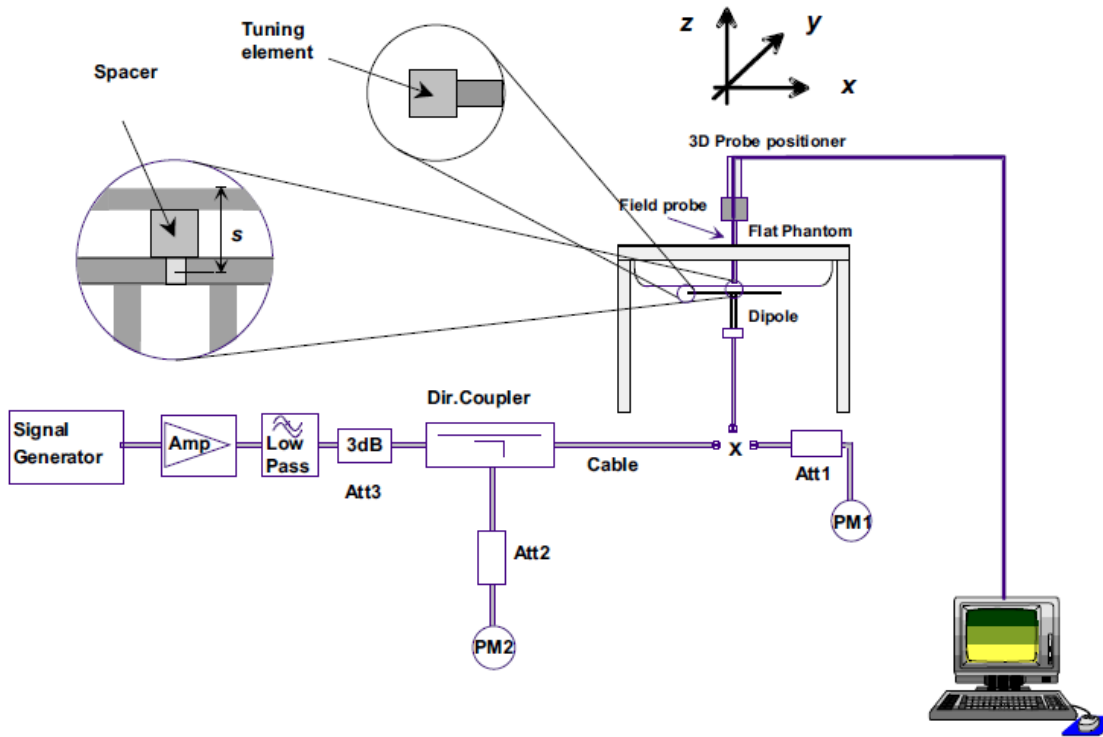 Tuning
element
Spacer
s
z
y
x
3D Probe positioner
Field probe
Flat Phantom
Dipole
Dir.Coupler
Signal
Generator
Amp
Low
Pass
3dB
Att3
Cable
X
Att1
PM1
Att2
PM2